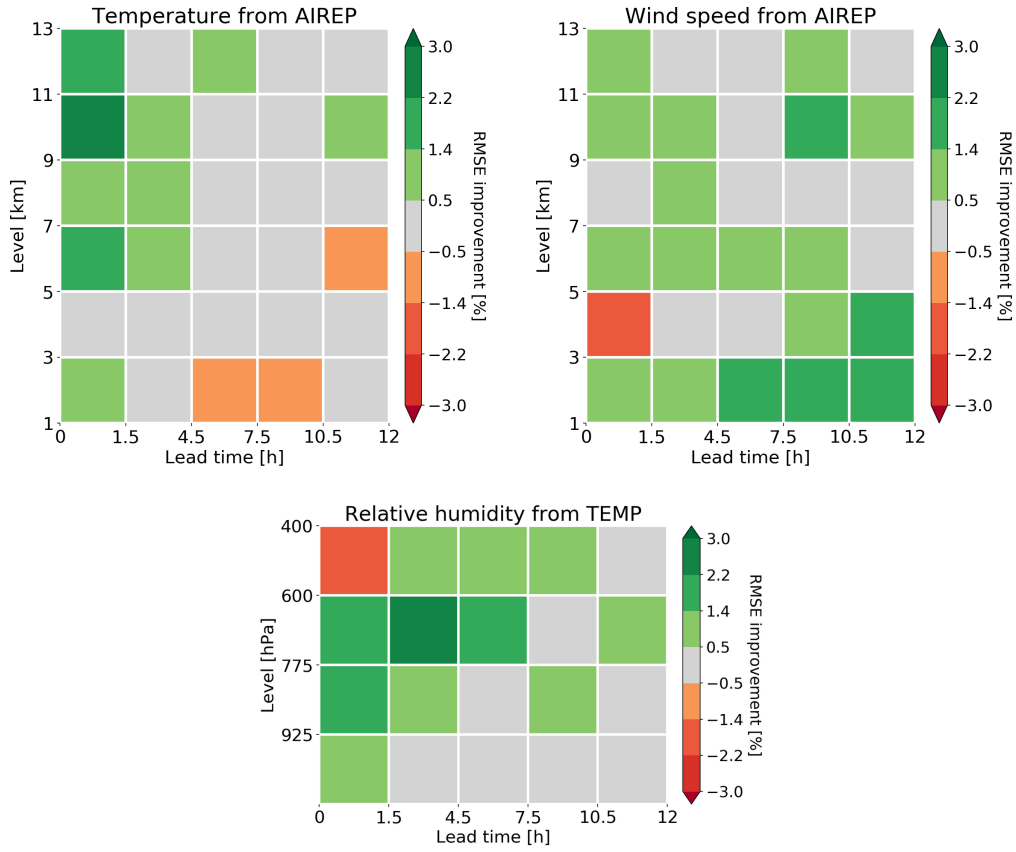 Temperature from AIREP
13
11
9
7
5
3
1
Level [km]
0 1.5 4.5 7.5 10.5 12
Lead time [h]
3.0
2.2
1.4
0.5
−0.5
−1.4
−2.2
−3.0
RMSE improvement [%]
Wind speed from AIREP
13
11
9
7
5
3
1
Level [km]
0 1.5 4.5 7.5 10.5 12
Lead time [h]
3.0
2.2
1.4
0.5
−0.5
−1.4
−2.2
−3.0
RMSE improvement [%]
Relative humidity from TEMP
400
600
775
925
Level [hPa]
0 1.5 4.5 7.5 10.5 12
Lead time [h]
3.0
2.2
1.4
0.5
−0.5
−1.4
−2.2
−3.0
RMSE improvement [%]